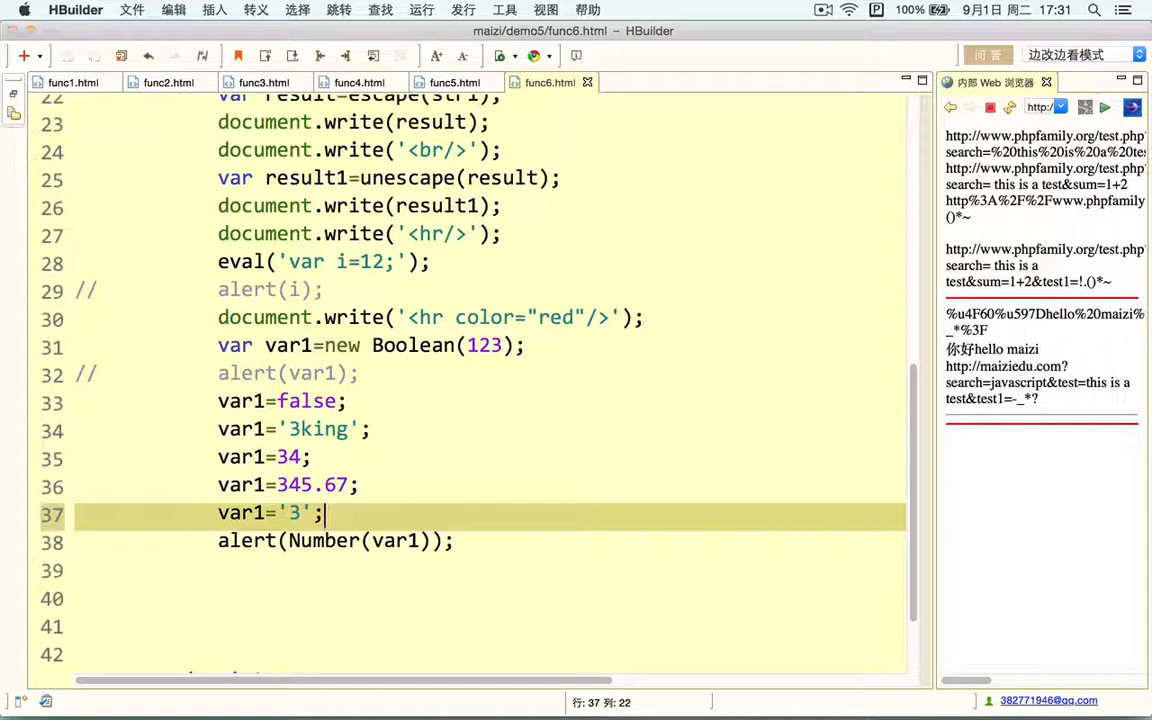 HBuilder 文件 编辑 插入 转义 选择 跳转 查找 运行 发行 工具 视图 帮助 100% 9月1日 周二 17:31
maizi/demo5/func6.html – HBuilder
问 答 边改边看模式
func1.html func2.html func3.html func4.html func5.html func6.html 内部 Web 浏览器
http:/
22 var result=escape(str1);
23 document.write(result);
24 document.write('<br/>');
25 var result1=unescape(result);
26 document.write(result1);
27 document.write('<hr/>');
28 eval('var i=12;');
29 // alert(i);
30 document.write('<hr color="red"/>');
31 var var1=new Boolean(123);
32 // alert(var1);
33 var1=false;
34 var1='3king';
35 var1=34;
36 var1=345.67;
37 var1='3';
38 alert(Number(var1));
39
40
41
42
http://www.phpfamily.org/test.php
search=%20this%20is%20a%20tes
http://www.phpfamily.org/test.php
search= this is a test&sum=1+2
http%3A%2F%2Fwww.phpfamily
()*~
http://www.phpfamily.org/test.php
search= this is a
test&sum=1+2&test1=!.()*~
%u4F60%u597Dhello%20maizi%
_*%3F
你好hello maizi
http://maiziedu.com?
search=javascript&test=this is a
test&test1=-_*?
行: 37 列: 22
382771946@qq.com